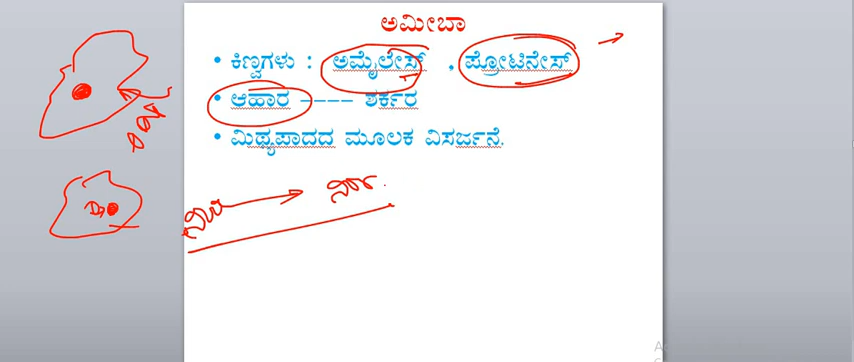 ಅಮೀಬಾ
• ಕಿಣ್ವಗಳು : ಅಮೈಲೇಸ್ , ಪ್ರೋಟಿನೇಸ್
• ಆಹಾರ ---- ಶರ್ಕರ
• ಮಿಥ್ಯಪಾದದ ಮೂಲಕ ವಿಸರ್ಜನೆ.